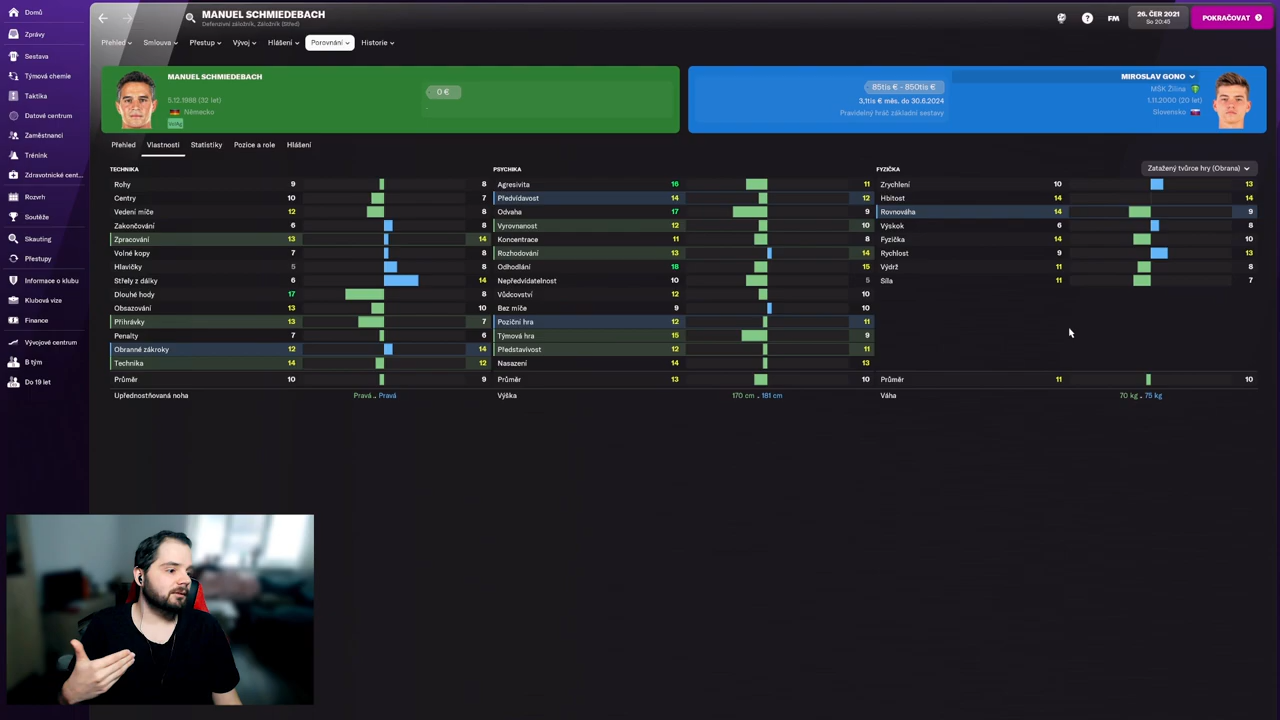 Domů
Zprávy
Sestava
Týmová chemie
Taktika
Datové centrum
Zaměstnanci
Trénink
Zdravotnické cent...
Rozvrh
Soutěže
Skauting
Přestupy
Informace o klubu
Klubová vize
Finance
Vývojové centrum
B tým
Do 19 let
MANUEL SCHMIEDEBACH
Defenzivní záložník, Záložník (Střed)
FM
26. ČER 2021
So 20:45
POKRAČOVAT
Přehled Smlouva Přestup Vývoj Hlášení Porovnání Historie
MANUEL SCHMIEDEBACH
5.12.1988 (32 let)
Německo
VolAg
0 €
-
85tis € - 850tis €
3,11tis € měs. do 30.6.2024
Pravidelný hráč základní sestavy
MIROSLAV GONO
MŠK Žilina
1.11.2000 (20 let)
Slovensko
Přehled Vlastnosti Statistiky Pozice a role Hlášení
Zatažený tvůrce hry (Obrana)
TECHNIKA
Rohy 9 8
Centry 10 7
Vedení míče 12 8
Zakončování 6 8
Zpracování 13 14
Volné kopy 7 8
Hlavičky 5 8
Střely z dálky 6 14
Dlouhé hody 17 8
Obsazování 13 10
Přihrávky 13 7
Penalty 7 6
Obranné zákroky 12 14
Technika 14 12
Průměr 10 9
Upřednostňovaná noha Pravá .. Pravá
PSYCHIKA
Agresivita 16 11
Předvídavost 14 12
Odvaha 17 9
Vyrovnanost 12 10
Koncentrace 11 8
Rozhodování 13 14
Odhodlání 18 15
Nepředvídatelnost 10 5
Vůdcovství 12 10
Bez míče 9 10
Poziční hra 12 11
Týmová hra 15 9
Představivost 12 11
Nasazení 14 13
Průměr 13 10
Výška 170 cm .. 181 cm
FYZIČKA
Zrychlení 10 13
Hbitost 14 14
Rovnováha 14 9
Výskok 6 8
Fyzička 14 10
Rychlost 9 13
Výdrž 11 8
Síla 11 7
Průměr 11 10
Váha 70 kg .. 75 kg